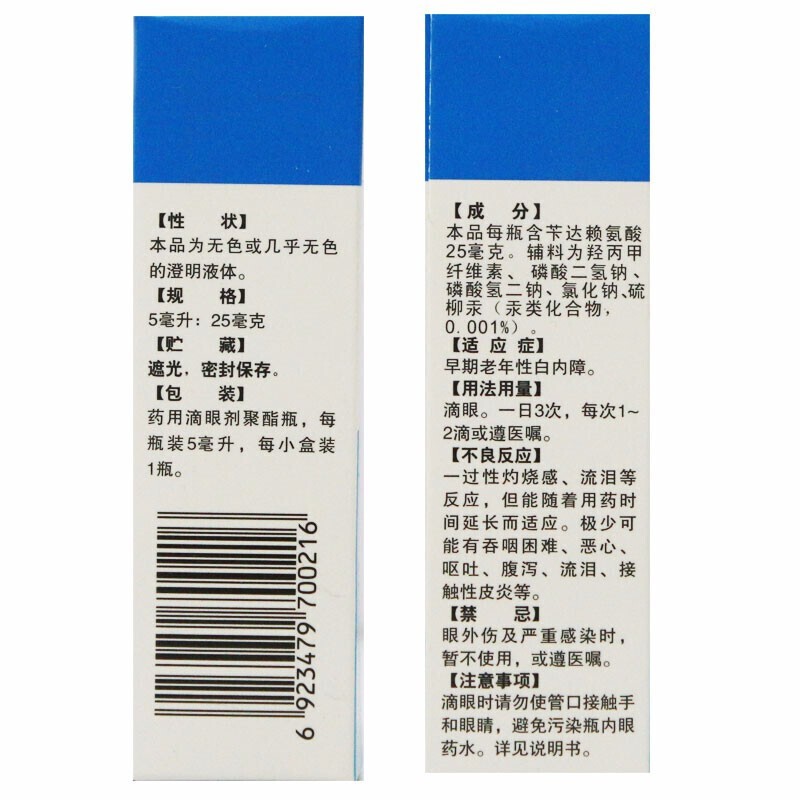 【性　状】
本品为无色或几乎无色
的澄明液体。
【规　格】
5毫升：25毫克
【贮　藏】
遮光，密封保存。
【包　装】
药用滴眼剂聚酯瓶，每
瓶装5毫升，每小盒装
1瓶。
6 923479 700216
【成　分】
本品每瓶含苄达赖氨酸
25毫克。辅料为羟丙甲
纤维素、磷酸二氢钠、
磷酸氢二钠、氯化钠、硫
柳汞（汞类化合物，
0.001%）。
【适 应 症】
早期老年性白内障。
【用法用量】
滴眼。一日3次，每次1~
2滴或遵医嘱。
【不良反应】
一过性灼烧感、流泪等
反应，但能随着用药时
间延长而适应。极少可
能有吞咽困难、恶心、
呕吐、腹泻、流泪、接
触性皮炎等。
【禁　忌】
眼外伤及严重感染时，
暂不使用，或遵医嘱。
【注意事项】
滴眼时请勿使管口接触手
和眼睛，避免污染瓶内眼
药水。详见说明书。